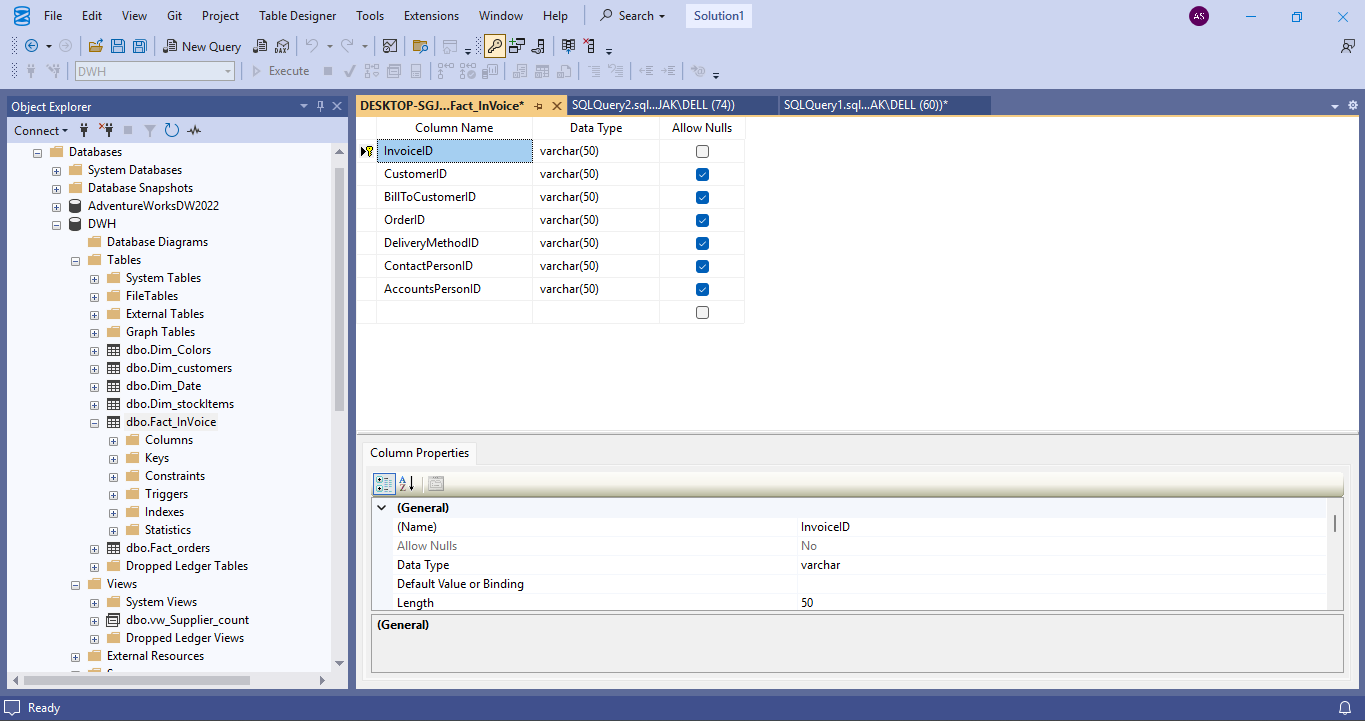 File Edit View Git Project Table Designer Tools Extensions Window Help Search Solution1 AS
New Query DAX
DWH Execute
Object Explorer
Connect
Databases
System Databases
Database Snapshots
AdventureWorksDW2022
DWH
Database Diagrams
Tables
System Tables
FileTables
External Tables
Graph Tables
dbo.Dim_Colors
dbo.Dim_customers
dbo.Dim_Date
dbo.Dim_stockItems
dbo.Fact_InVoice
Columns
Keys
Constraints
Triggers
Indexes
Statistics
dbo.Fact_orders
Dropped Ledger Tables
Views
System Views
dbo.vw_Supplier_count
Dropped Ledger Views
External Resources
DESKTOP-SGJ...Fact_InVoice* SQLQuery2.sql...JAK\DELL (74)) SQLQuery1.sql...AK\DELL (60))*
Column Name Data Type Allow Nulls
InvoiceID varchar(50)
CustomerID varchar(50)
BillToCustomerID varchar(50)
OrderID varchar(50)
DeliveryMethodID varchar(50)
ContactPersonID varchar(50)
AccountsPersonID varchar(50)
Column Properties
A Z
(General)
(Name) InvoiceID
Allow Nulls No
Data Type varchar
Default Value or Binding
Length 50
(General)
Ready